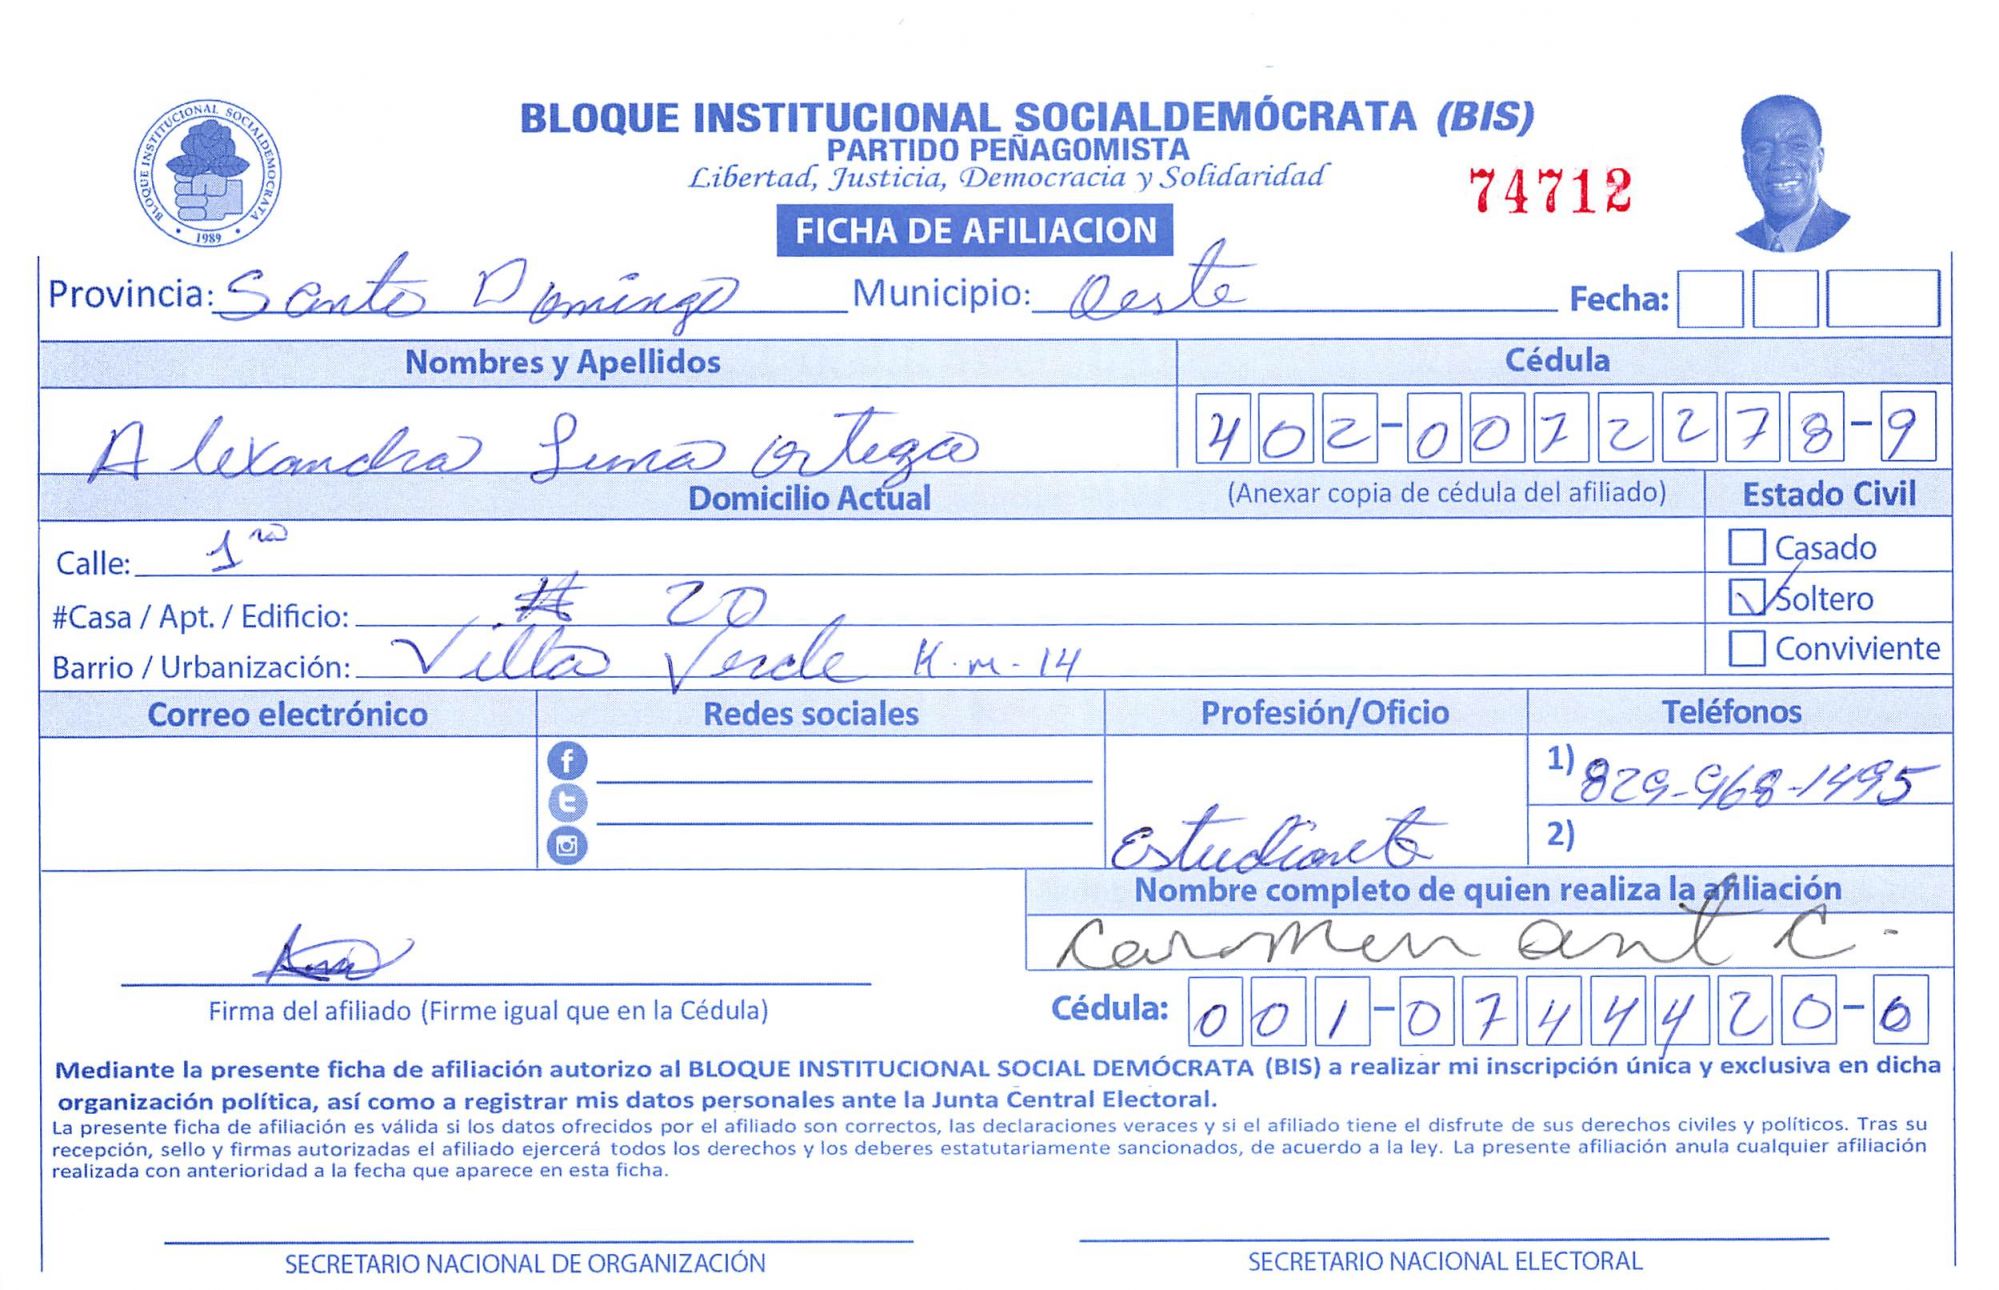 BLOQUE INSTITUCIONAL SOCIALDEMOCRATA
1989
BLOQUE INSTITUCIONAL SOCIALDEMÓCRATA (BIS)
PARTIDO PEÑAGOMISTA
Libertad, Justicia, Democracia y Solidaridad
74712
FICHA DE AFILIACION
Provincia: Santo Domingo Municipio: Oeste Fecha:
Nombres y Apellidos Cédula
Alexandra Luna Ortega 402-0072278-9
Domicilio Actual (Anexar copia de cédula del afiliado) Estado Civil
Calle: 1ra Casado
#Casa / Apt. / Edificio: # 20 Soltero
Barrio / Urbanización: Villa Verde K.m-14 Conviviente
Correo electrónico Redes sociales Profesión/Oficio Teléfonos
1) 829-968-1495
Estudiante 2)
Nombre completo de quien realiza la afiliación
Carmen ant C.
Firma del afiliado (Firme igual que en la Cédula) Cédula: 001-0744420-0
Mediante la presente ficha de afiliación autorizo al BLOQUE INSTITUCIONAL SOCIAL DEMÓCRATA (BIS) a realizar mi inscripción única y exclusiva en dicha
organización política, así como a registrar mis datos personales ante la Junta Central Electoral.
La presente ficha de afiliación es válida si los datos ofrecidos por el afiliado son correctos, las declaraciones veraces y si el afiliado tiene el disfrute de sus derechos civiles y políticos. Tras su
recepción, sello y firmas autorizadas el afiliado ejercerá todos los derechos y los deberes estatutariamente sancionados, de acuerdo a la ley. La presente afiliación anula cualquier afiliación
realizada con anterioridad a la fecha que aparece en esta ficha.
SECRETARIO NACIONAL DE ORGANIZACIÓN SECRETARIO NACIONAL ELECTORAL